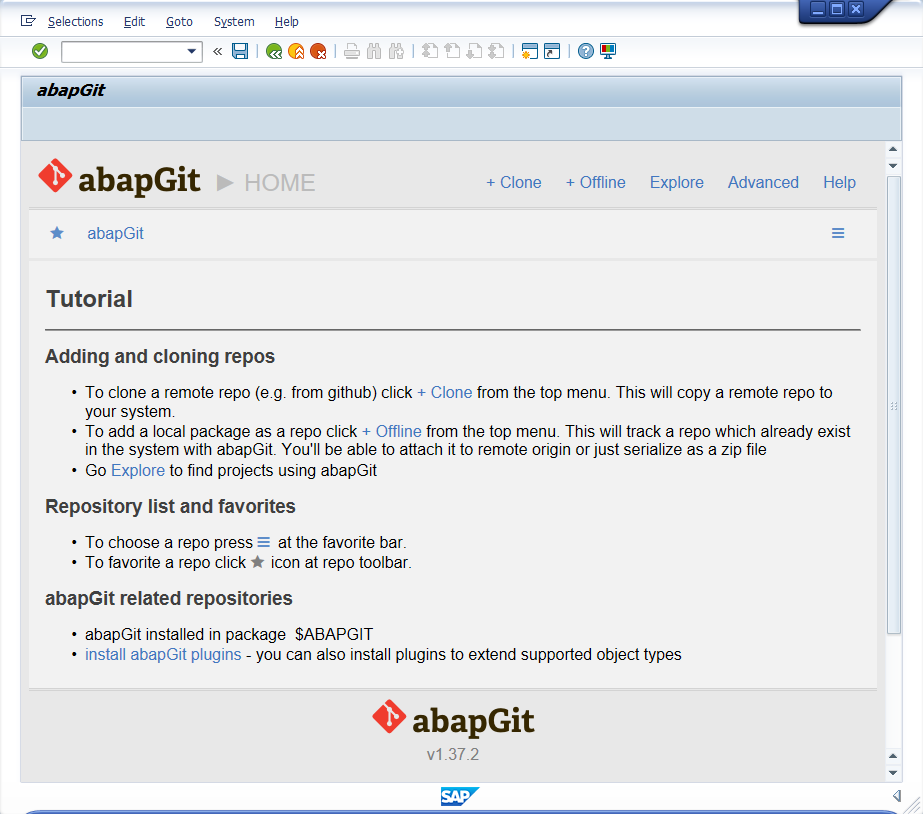 Selections Edit Goto System Help
abapGit
abapGit ▶ HOME + Clone + Offline Explore Advanced Help
★ abapGit ≡
Tutorial
Adding and cloning repos
• To clone a remote repo (e.g. from github) click + Clone from the top menu. This will copy a remote repo to
your system.
• To add a local package as a repo click + Offline from the top menu. This will track a repo which already exist
in the system with abapGit. You'll be able to attach it to remote origin or just serialize as a zip file
• Go Explore to find projects using abapGit
Repository list and favorites
• To choose a repo press ≡ at the favorite bar.
• To favorite a repo click ★ icon at repo toolbar.
abapGit related repositories
• abapGit installed in package $ABAPGIT
• install abapGit plugins - you can also install plugins to extend supported object types
abapGit
v1.37.2
SAP